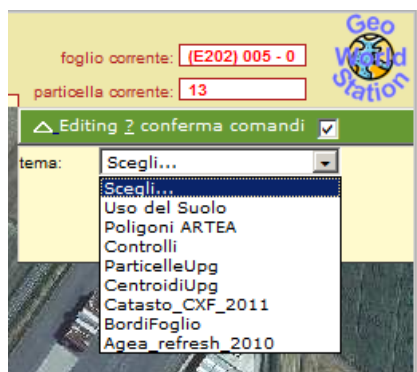 Geo
World
Station
foglio corrente: (E202) 005 - 0
particella corrente: 13
Editing ? conferma comandi
tema: Scegli...
Scegli...
Uso del Suolo
Poligoni ARTEA
Controlli
ParticelleUpg
CentroidiUpg
Catasto_CXF_2011
BordiFoglio
Agea_refresh_2010